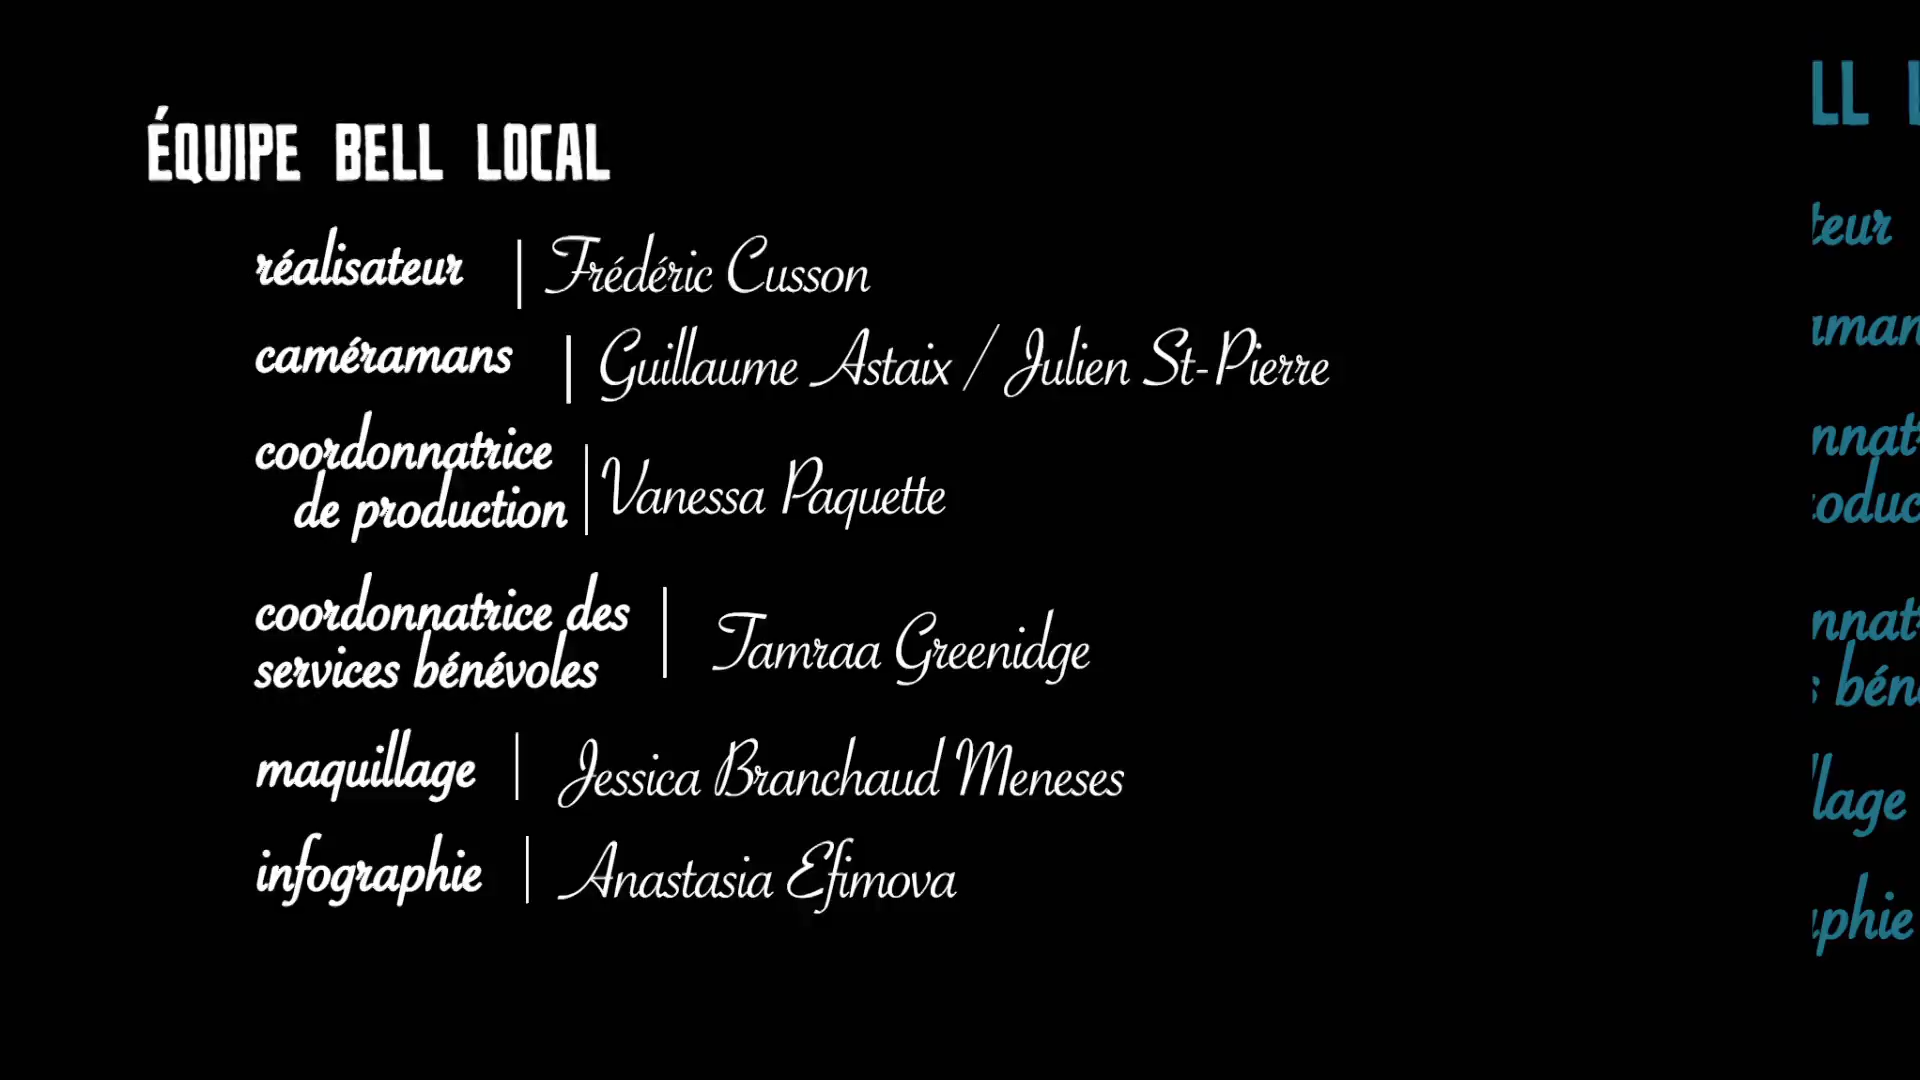 ÉQUIPE BELL LOCAL
réalisateur | Frédéric Cusson
caméramans | Guillaume Astaix / Julien St-Pierre
coordonnatrice
de production | Vanessa Paquette
coordonnatrice des
services bénévoles | Tamraa Greenidge
maquillage | Jessica Branchaud Meneses
infographie | Anastasia Efimova